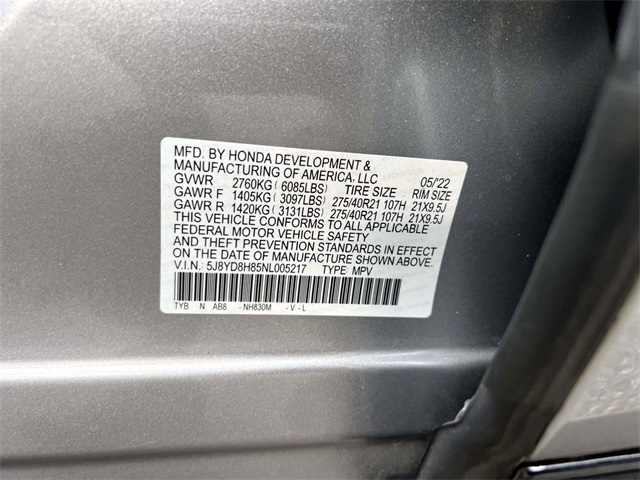 MFD. BY HONDA DEVELOPMENT &
MANUFACTURING OF AMERICA, LLC 05/'22
GVWR 2760KG (6085LBS) TIRE SIZE RIM SIZE
GAWR F 1405KG (3097LBS) 275/40R21 107H 21X9.5J
GAWR R 1420KG (3131LBS) 275/40R21 107H 21X9.5J
THIS VEHICLE CONFORMS TO ALL APPLICABLE
FEDERAL MOTOR VEHICLE SAFETY
AND THEFT PREVENTION STANDARDS IN EFFECT
ON THE DATE OF MANUFACTURE SHOWN ABOVE.
V.I.N.: 5J8YD8H85NL005217 TYPE: MPV
TYB N AB8 -NH830M -V-L